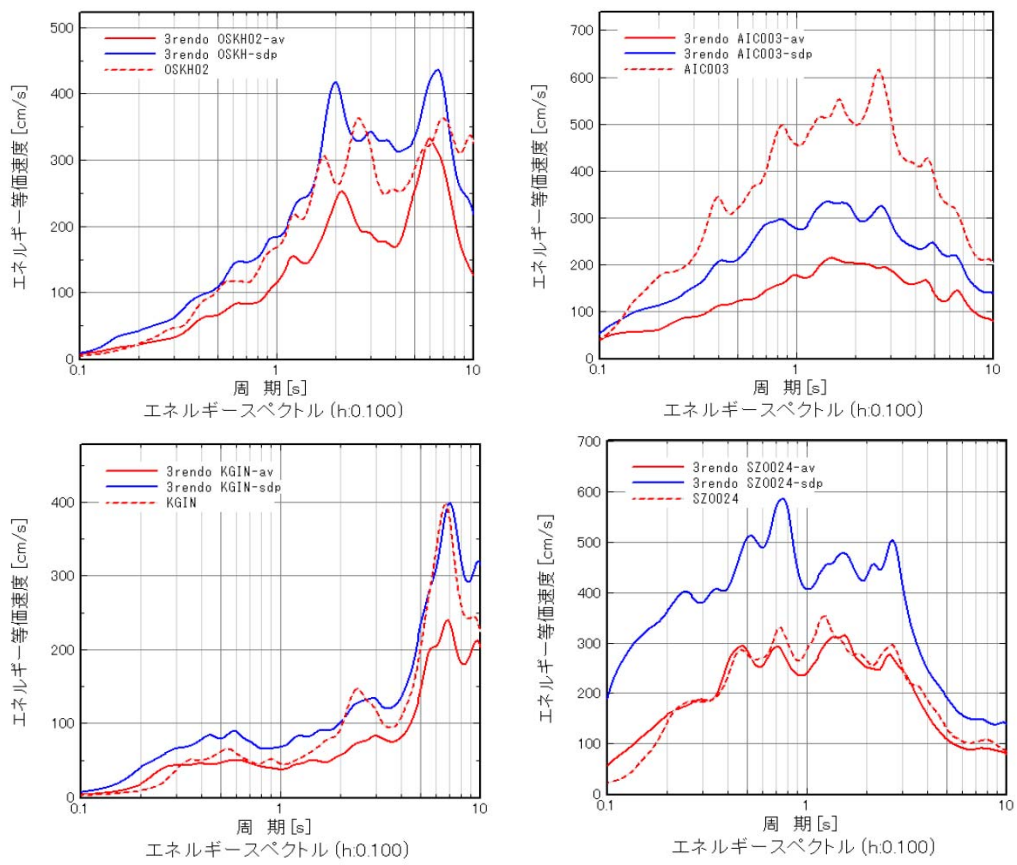 3rendo OSKH02-av
3rendo OSKH-sdp
OSKH02
エネルギー等価速度 [cm/s]
500
400
300
200
100
0
0.1
1
10
周 期 [s]
エネルギースペクトル (h:0.100)
3rendo AIC003-av
3rendo AIC003-sdp
AIC003
エネルギー等価速度 [cm/s]
700
600
500
400
300
200
100
0
0.1
1
10
周 期 [s]
エネルギースペクトル (h:0.100)
3rendo KGIN-av
3rendo KGIN-sdp
KGIN
エネルギー等価速度 [cm/s]
400
300
200
100
0
0.1
1
10
周 期 [s]
エネルギースペクトル (h:0.100)
3rendo SZO024-av
3rendo SZO024-sdp
SZO024
エネルギー等価速度 [cm/s]
700
600
500
400
300
200
100
0
0.1
1
10
周 期 [s]
エネルギースペクトル (h:0.100)